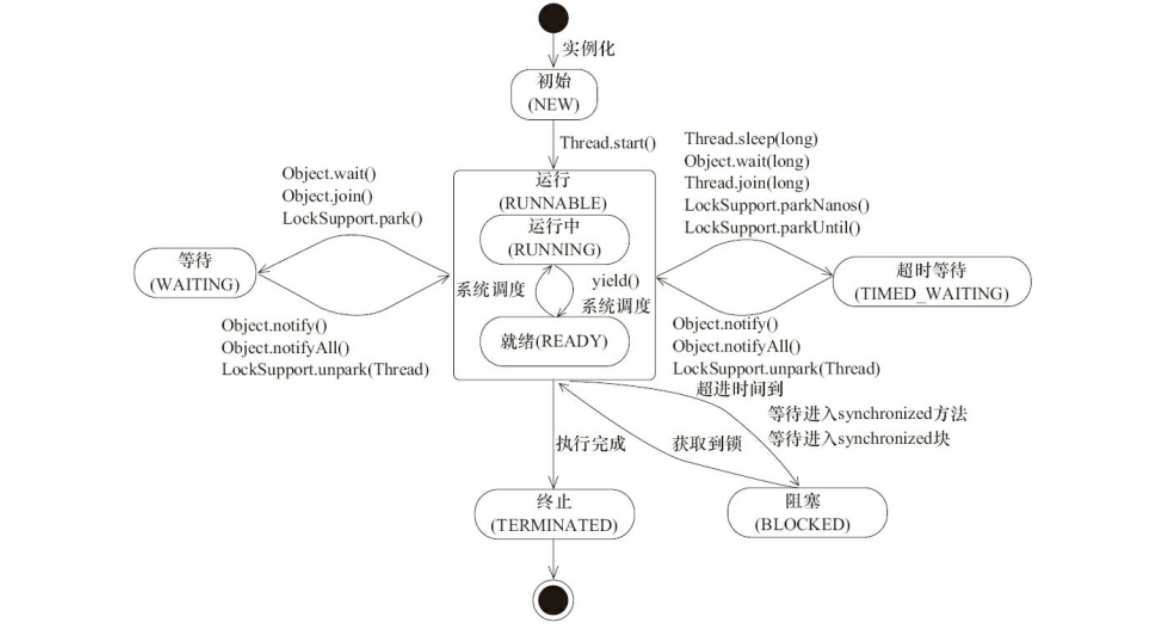 实例化
初始
(NEW)
Thread.start()
Object.wait()
Object.join()
LockSupport.park()
Thread.sleep(long)
Object.wait(long)
Thread.join(long)
LockSupport.parkNanos()
LockSupport.parkUntil()
运行
(RUNNABLE)
运行中
(RUNNING)
等待
(WAITING)
系统调度
yield()
系统调度
超时等待
(TIMED_WAITING)
就绪(READY)
Object.notify()
Object.notifyAll()
LockSupport.unpark(Thread)
Object.notify()
Object.notifyAll()
LockSupport.unpark(Thread)
超进时间到
等待进入synchronized方法
等待进入synchronized块
执行完成
获取到锁
终止
(TERMINATED)
阻塞
(BLOCKED)